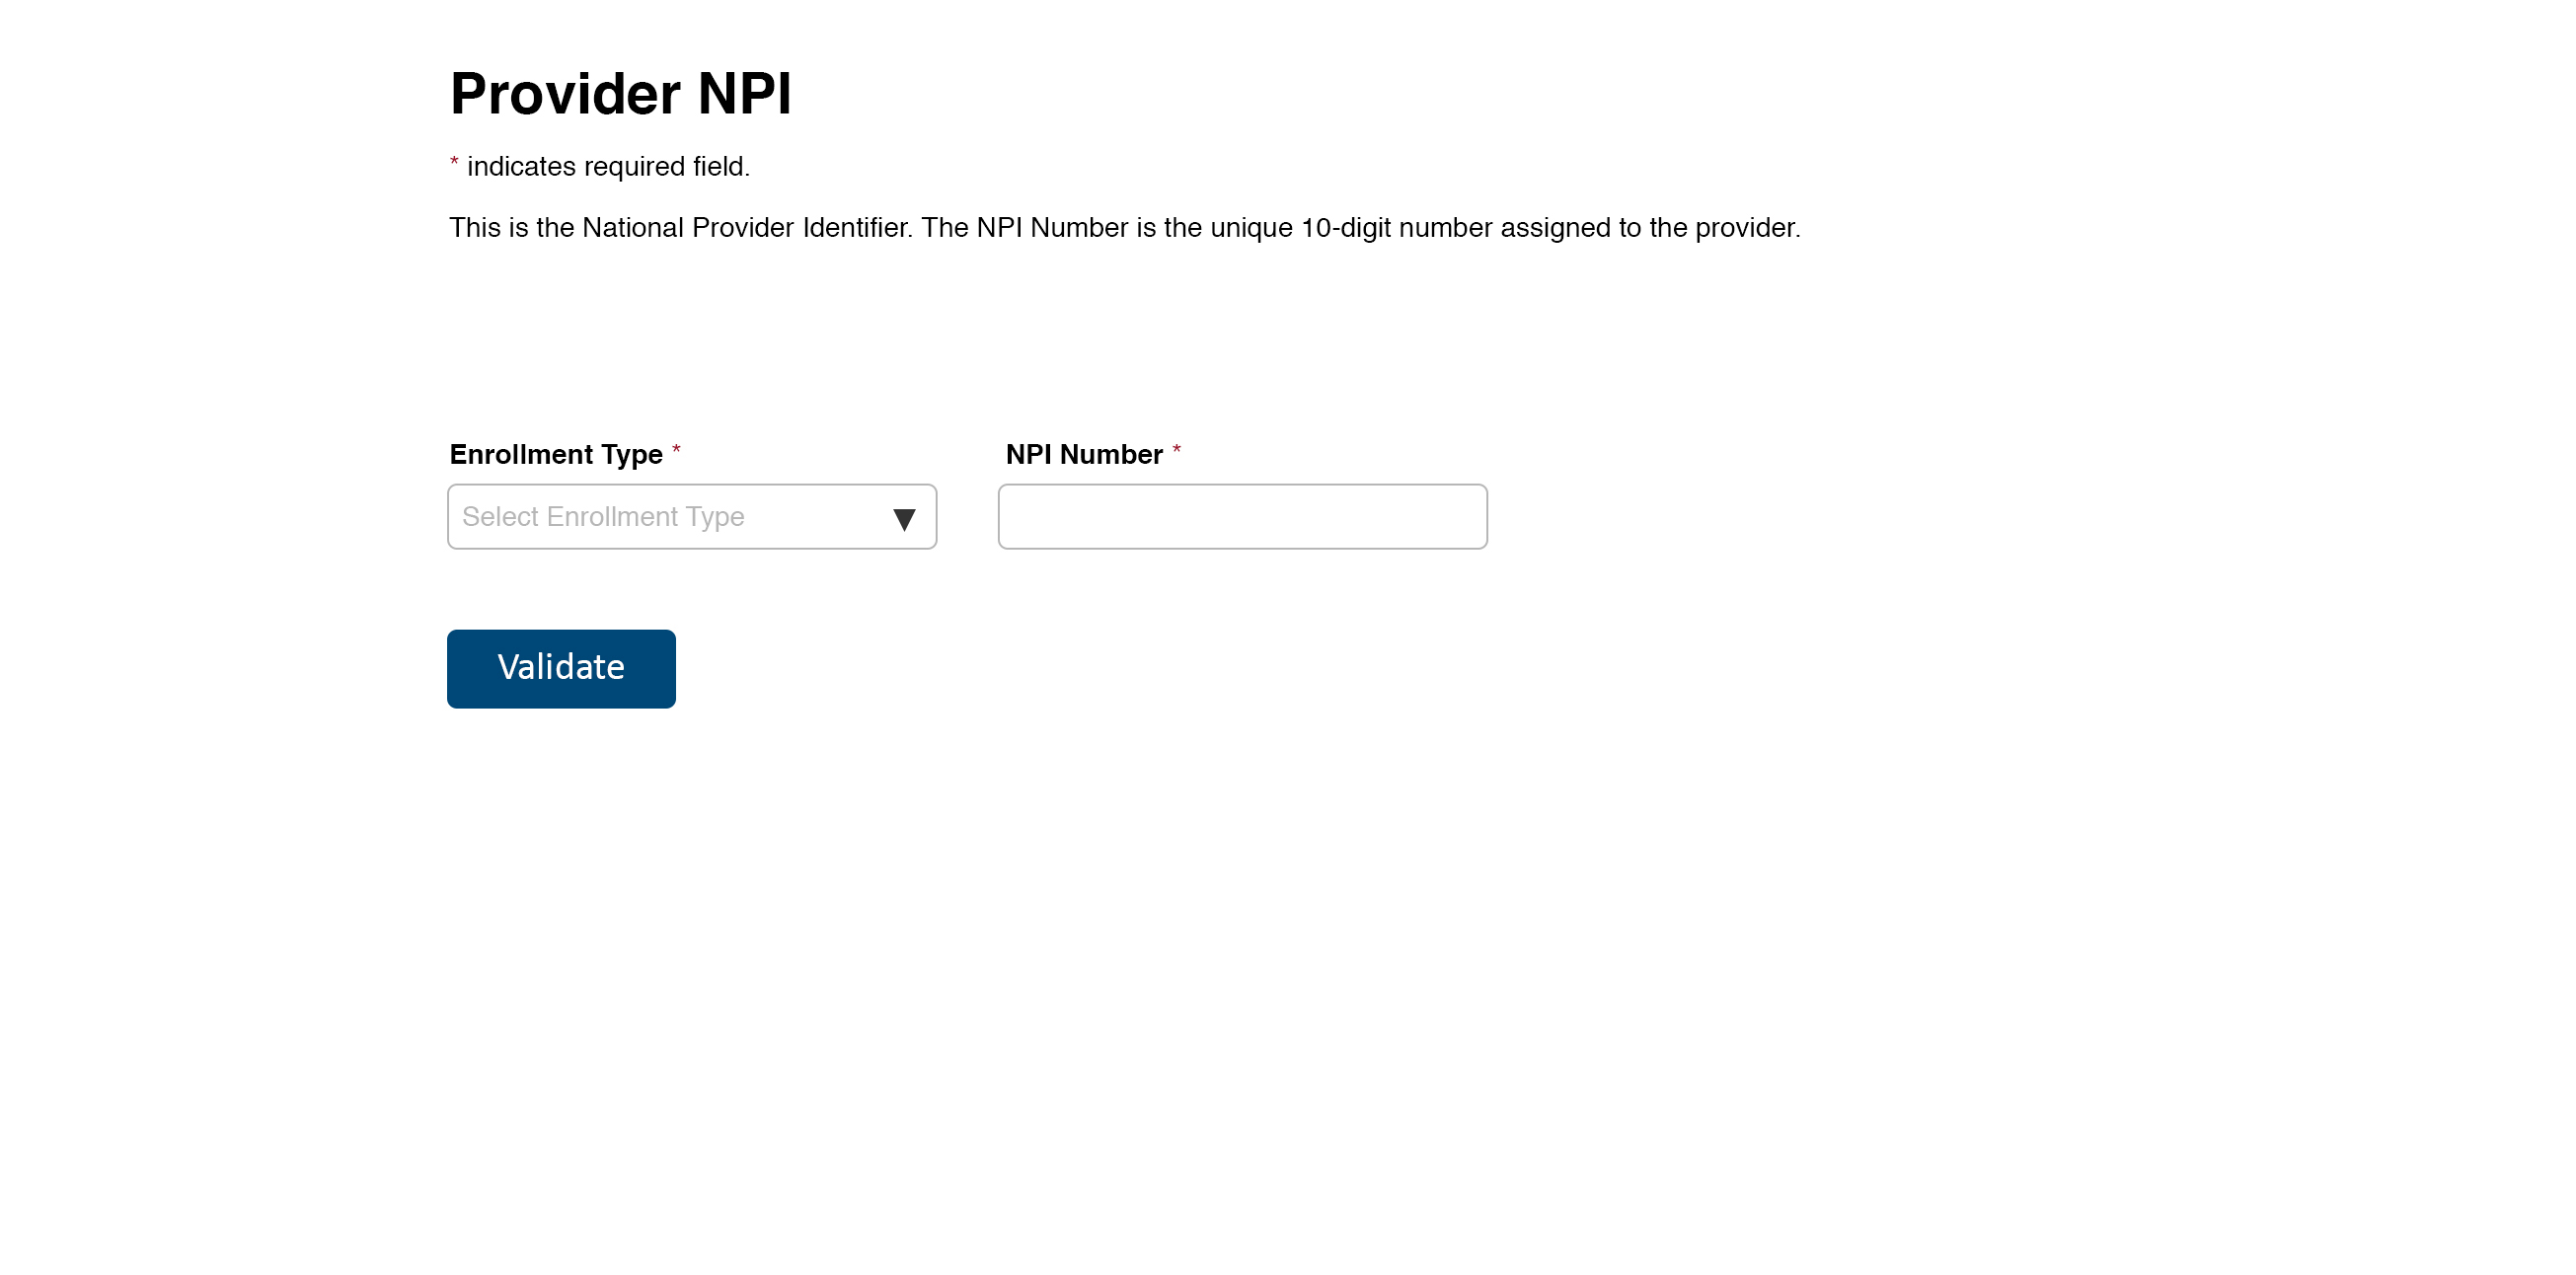 Provider NPI
* indicates required field.
This is the National Provider Identifier. The NPI Number is the unique 10-digit number assigned to the provider.
Enrollment Type *
NPI Number *
Select Enrollment Type
Validate